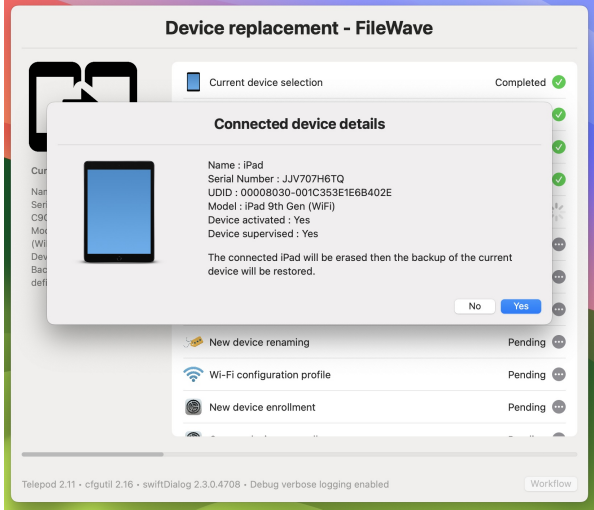 Device replacement - FileWave
Current device selection
Completed
Connected device details
Name : iPad
Serial Number : JJV707H6TQ
UDID : 00008030-001C353E1E6B402E
Model : iPad 9th Gen (WiFi)
Device activated : Yes
Device supervised : Yes
The connected iPad will be erased then the backup of the current
device will be restored.
No
Yes
New device renaming
Pending
Wi-Fi configuration profile
Pending
New device enrollment
Pending
Telepod 2.11 • cfgutil 2.16 • swiftDialog 2.3.0.4708 • Debug verbose logging enabled
Workflow